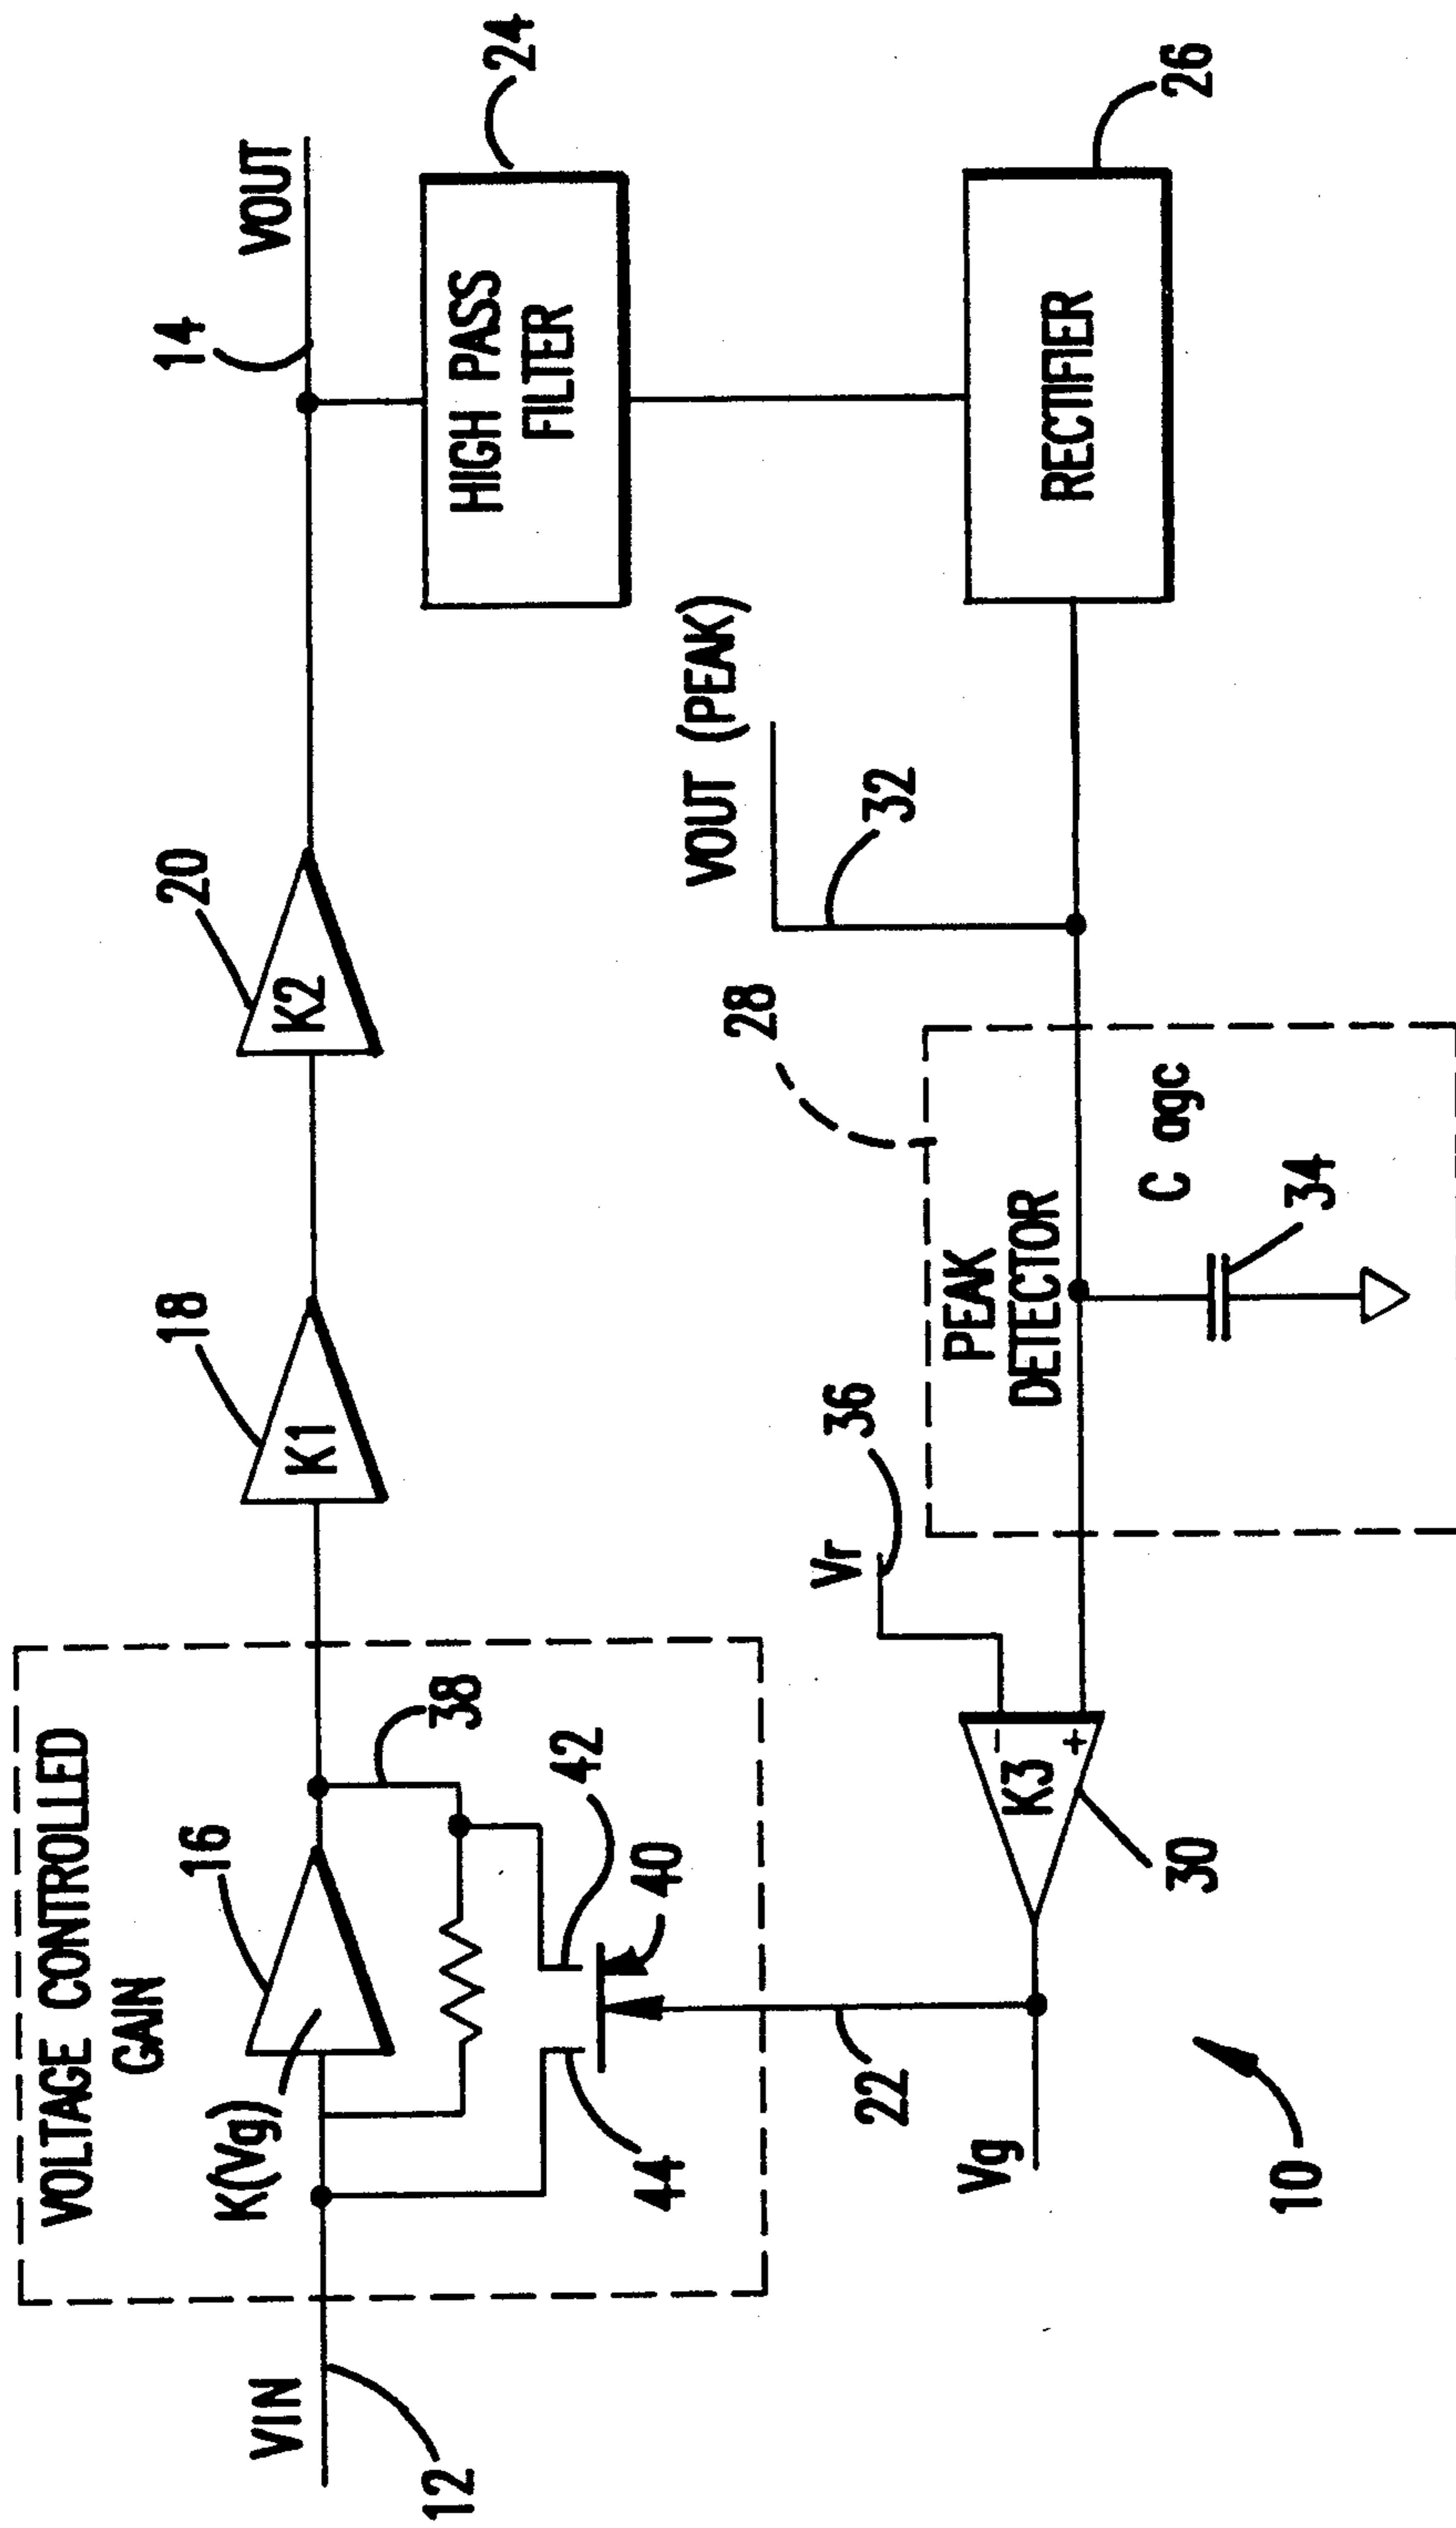 VOLTAGE CONTROLLED
GAIN
VIN
12
K(Vg)
16
38
42
40
44
K1
18
K2
20
14
VOUT
HIGH PASS
FILTER
24
22
Vr
36
28
VOUT (PEAK)
32
PEAK
DETECTOR
C agc
34
RECTIFIER
26
Vg
K3
-
+
30
10